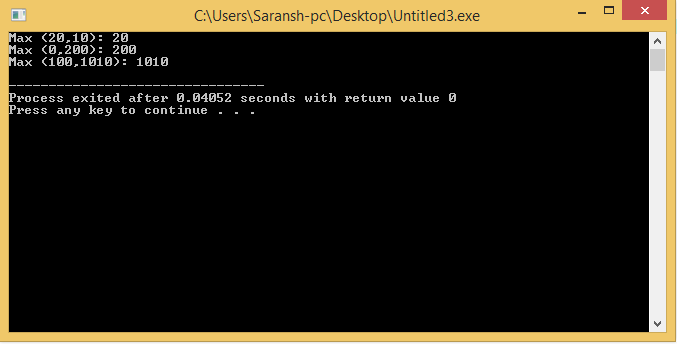 C:\Users\Saransh-pc\Desktop\Untitled3.exe
Max (20,10): 20
Max (0,200): 200
Max (100,1010): 1010
--------------------------------
Process exited after 0.04052 seconds with return value 0
Press any key to continue . . .